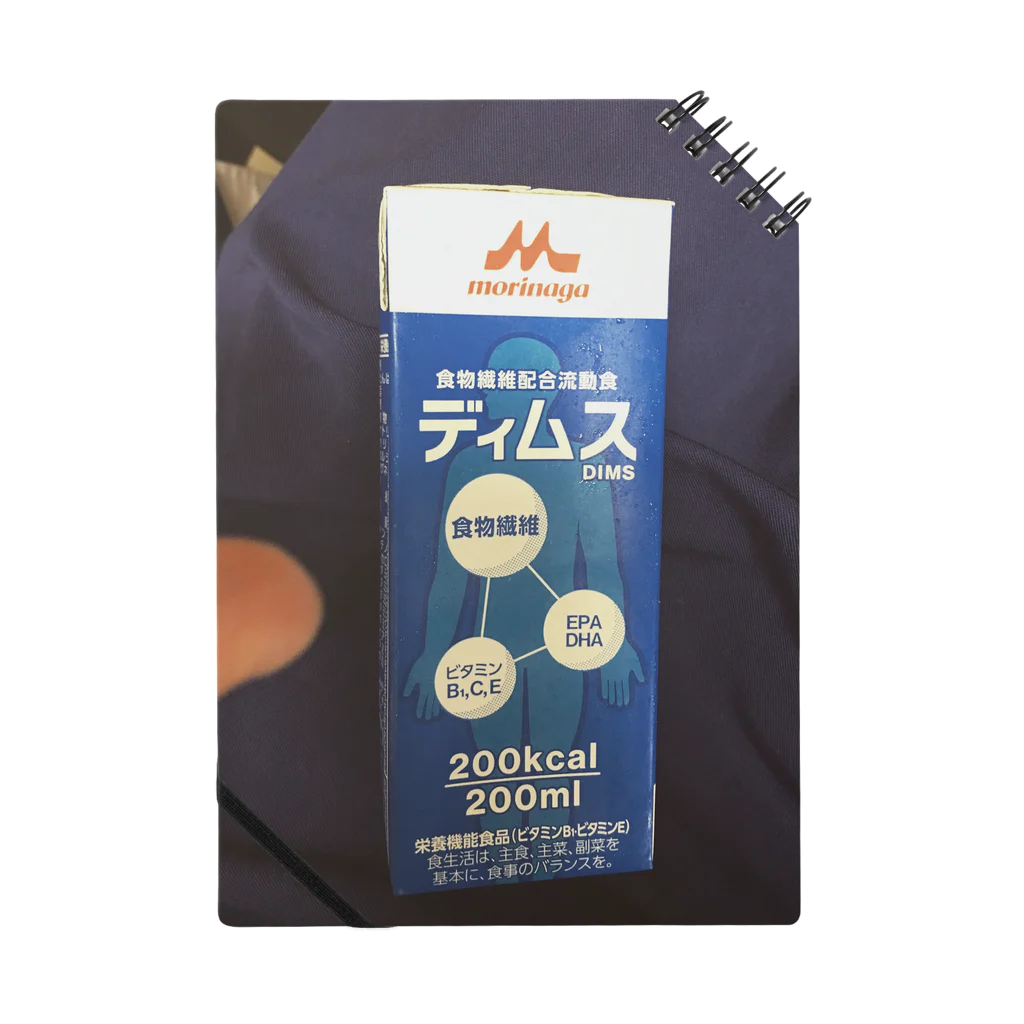 morinaga
食物繊維配合流動食
ディムス
DIMS
食物繊維
EPA
DHA
ビタミン
B₁,C,E
200kcal
200ml
栄養機能食品(ビタミンB₁・ビタミンE)
食生活は、主食、主菜、副菜を
基本に、食事のバランスを。